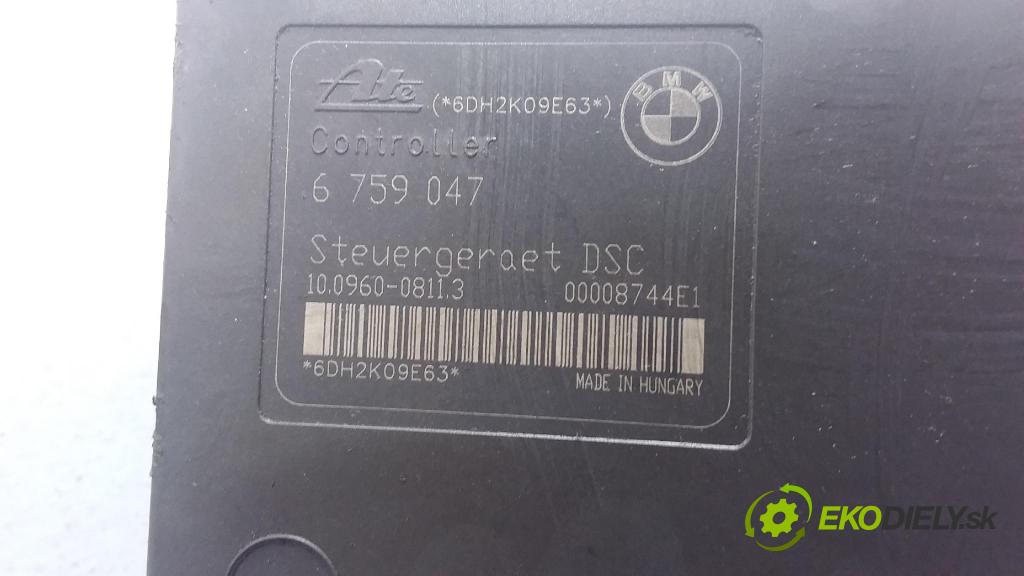 Ate (*6DH2K09E63*) BMW
Controller
6 759 047
Steuergeraet DSC
10.0960-0811.3 00008744E1
*6DH2K09E63* MADE IN HUNGARY
EKODIELY.sk